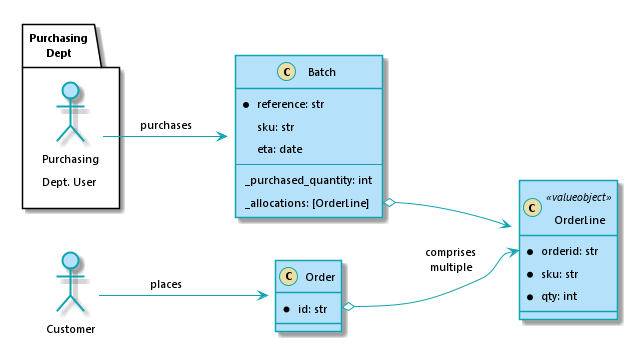 Purchasing
Dept
Purchasing
Dept. User
purchases
C Batch
reference: str
sku: str
eta: date
_purchased_quantity: int
_allocations: [OrderLine]
Customer
places
C Order
id: str
comprises
multiple
C «valueobject»
OrderLine
orderid: str
sku: str
qty: int